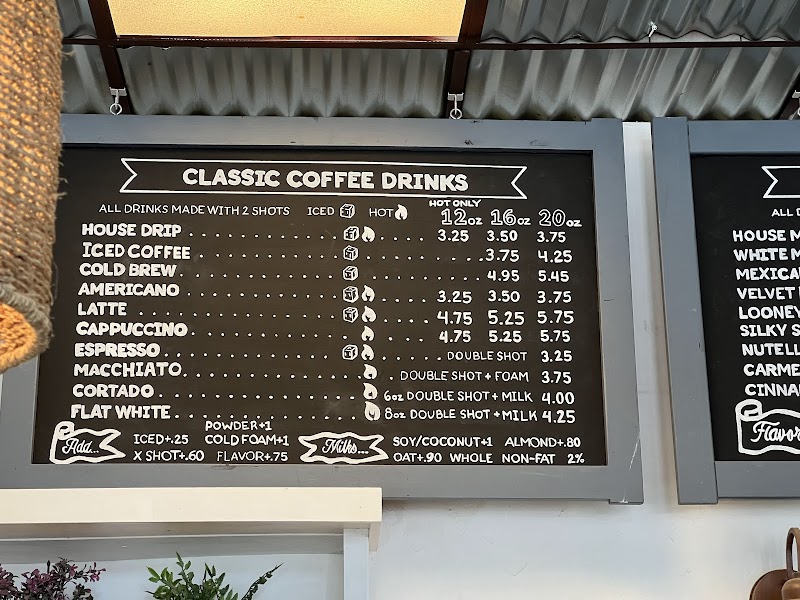 CLASSIC COFFEE DRINKS
ALL DRINKS MADE WITH 2 SHOTS ICED HOT
HOT ONLY
12oz 16oz 20oz
HOUSE DRIP 3.25 3.50 3.75
ICED COFFEE 3.75 4.25
COLD BREW 4.95 5.45
AMERICANO 3.25 3.50 3.75
LATTE 4.75 5.25 5.75
CAPPUCCINO 4.75 5.25 5.75
ESPRESSO DOUBLE SHOT 3.25
MACCHIATO DOUBLE SHOT + FOAM 3.75
CORTADO 6oz DOUBLE SHOT + MILK 4.00
FLAT WHITE 8oz DOUBLE SHOT + MILK 4.25
Add...
POWDER+1
ICED+.25 COLD FOAM+1
X SHOT+.60 FLAVOR+.75
Milks...
SOY/COCONUT+1 ALMOND+.80
OAT+.90 WHOLE NON-FAT 2%
ALL
HOUSE
WHITE
MEXICA
VELVET
LOONEY
SILKY
NUTELL
CARME
CINNA
Flavor